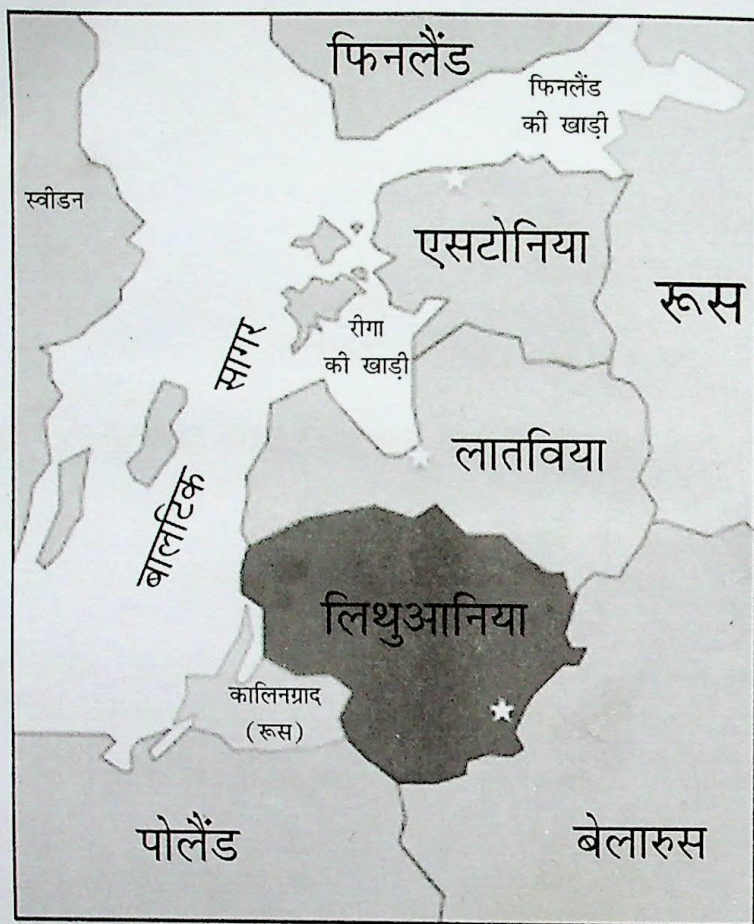 फिनलैंड
फिनलैंड
की खाड़ी
स्वीडन
एसटोनिया
रूस
रीगा
की खाड़ी
बालटिक सागर
लातविया
लिथुआनिया
कालिनग्राद
(रूस)
पोलैंड
बेलारुस